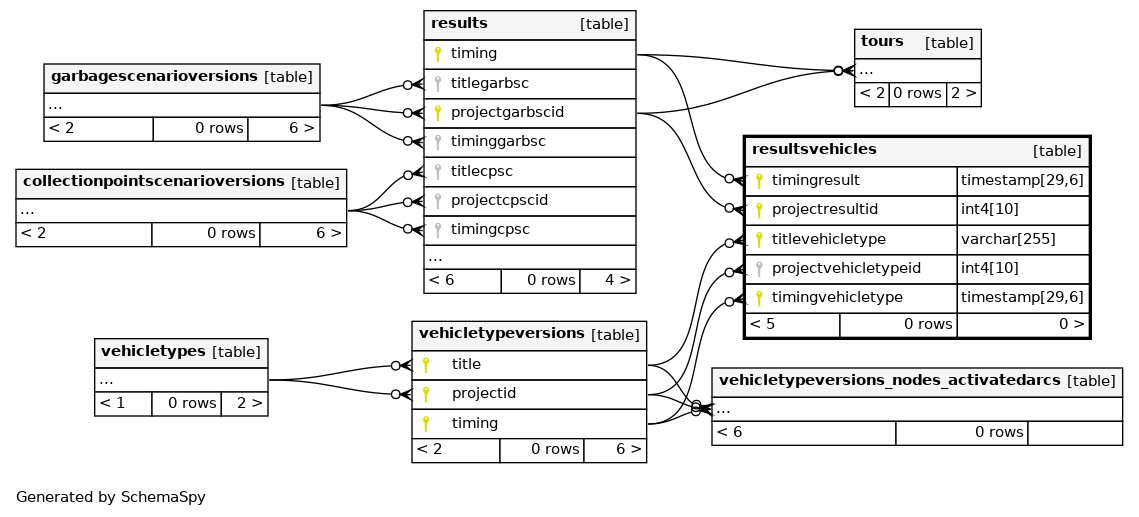 results [table]
timing
titlegarbsc
projectgarbscid
timinggarbsc
titlecpsc
projectcpscid
timingcpsc
...
< 6 0 rows 4 >
tours [table]
...
< 2 0 rows 2 >
garbagescenarioversions [table]
...
< 2 0 rows 6 >
resultsvehicles [table]
timingresult timestamp[29,6]
projectresultid int4[10]
titlevehicletype varchar[255]
projectvehicletypeid int4[10]
timingvehicletype timestamp[29,6]
< 5 0 rows 0 >
collectionpointscenarioversions [table]
...
< 2 0 rows 6 >
vehicletypeversions [table]
title
projectid
timing
< 2 0 rows 6 >
vehicletypes [table]
...
< 1 0 rows 2 >
vehicletypeversions_nodes_activatedarcs [table]
...
< 6 0 rows
Generated by SchemaSpy